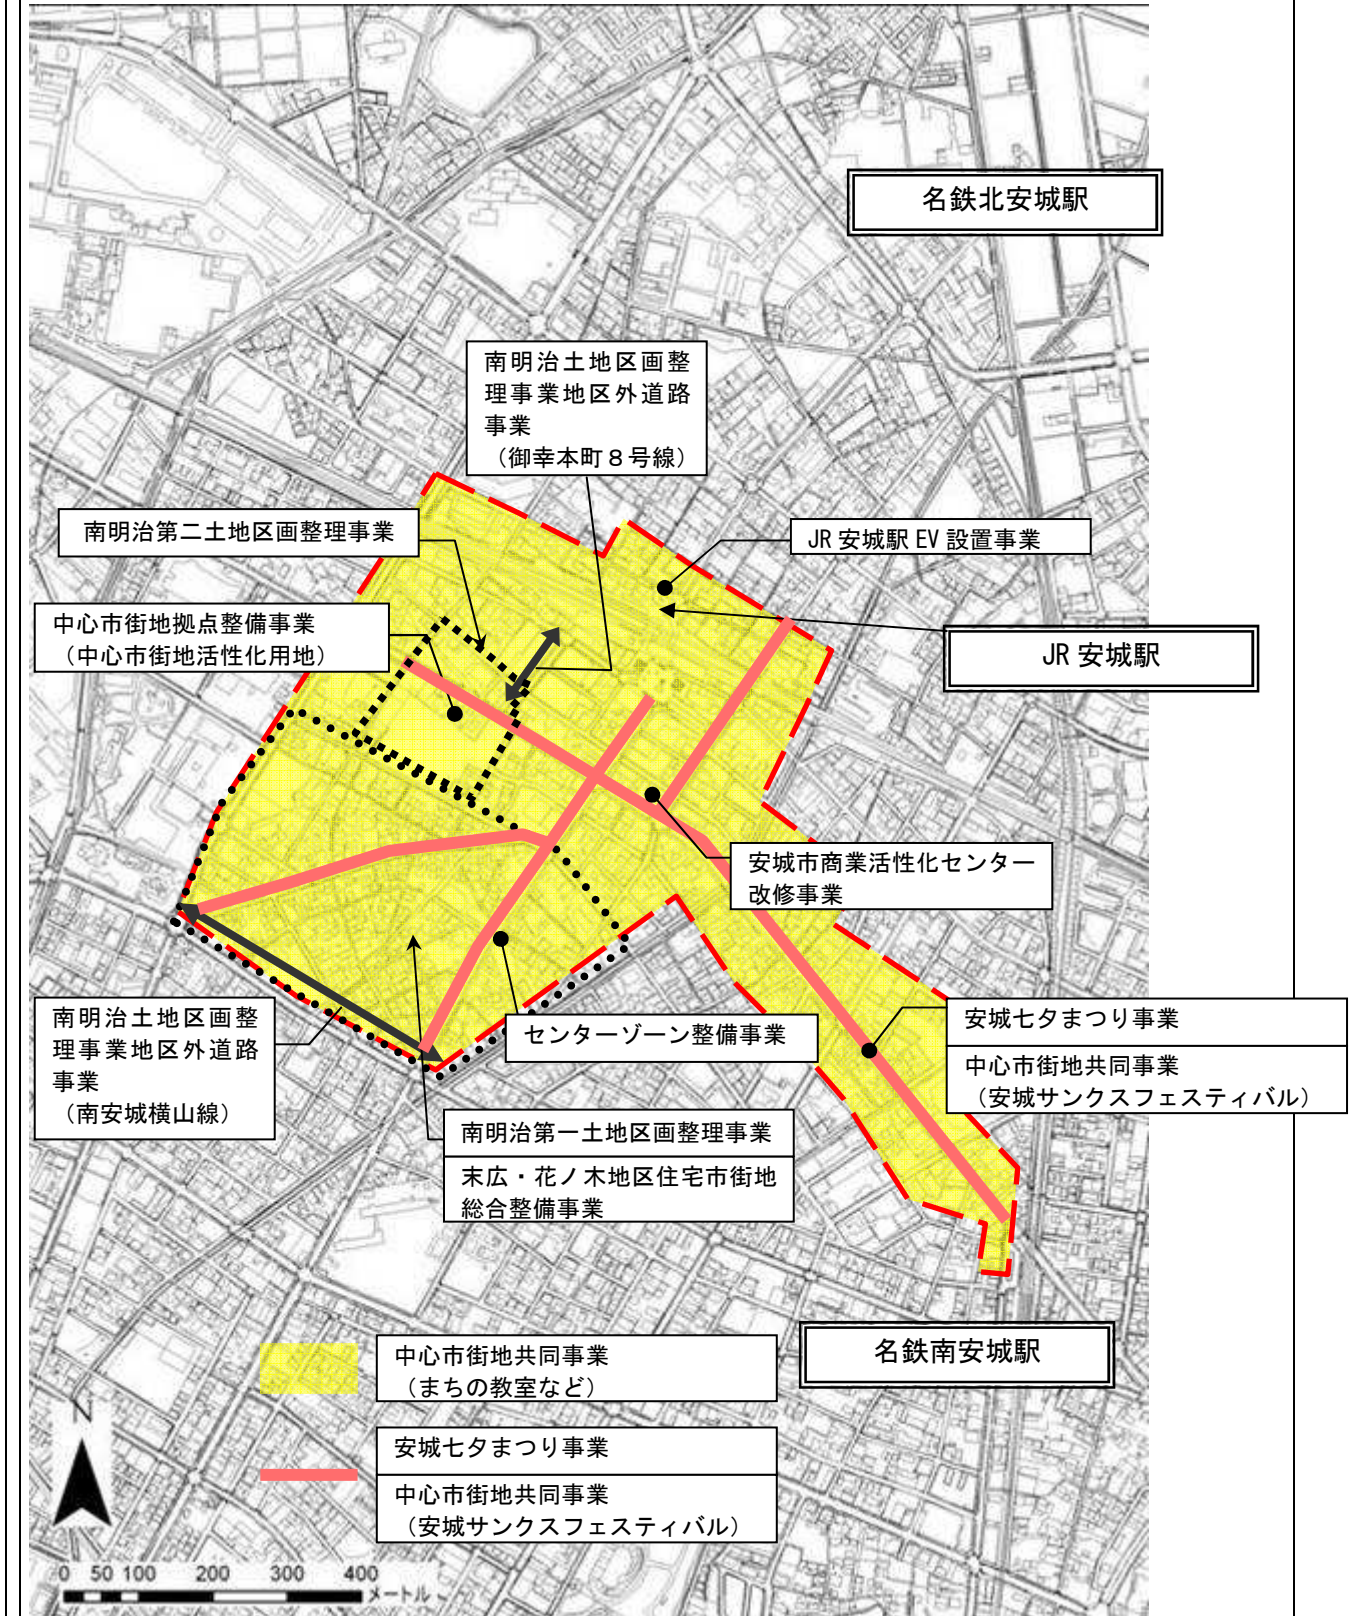 名鉄北安城駅
南明治土地区画整
理事業地区外道路
事業
（御幸本町８号線）
南明治第二土地区画整理事業
JR 安城駅 EV 設置事業
中心市街地拠点整備事業
（中心市街地活性化用地）
JR 安城駅
安城市商業活性化センター
改修事業
南明治土地区画整
理事業地区外道路
事業
（南安城横山線）
センターゾーン整備事業
安城七夕まつり事業
中心市街地共同事業
（安城サンクスフェスティバル）
南明治第一土地区画整理事業
末広・花ノ木地区住宅市街地
総合整備事業
名鉄南安城駅
中心市街地共同事業
（まちの教室など）
安城七夕まつり事業
中心市街地共同事業
（安城サンクスフェスティバル）
N
0 50 100 200 300 400
メートル